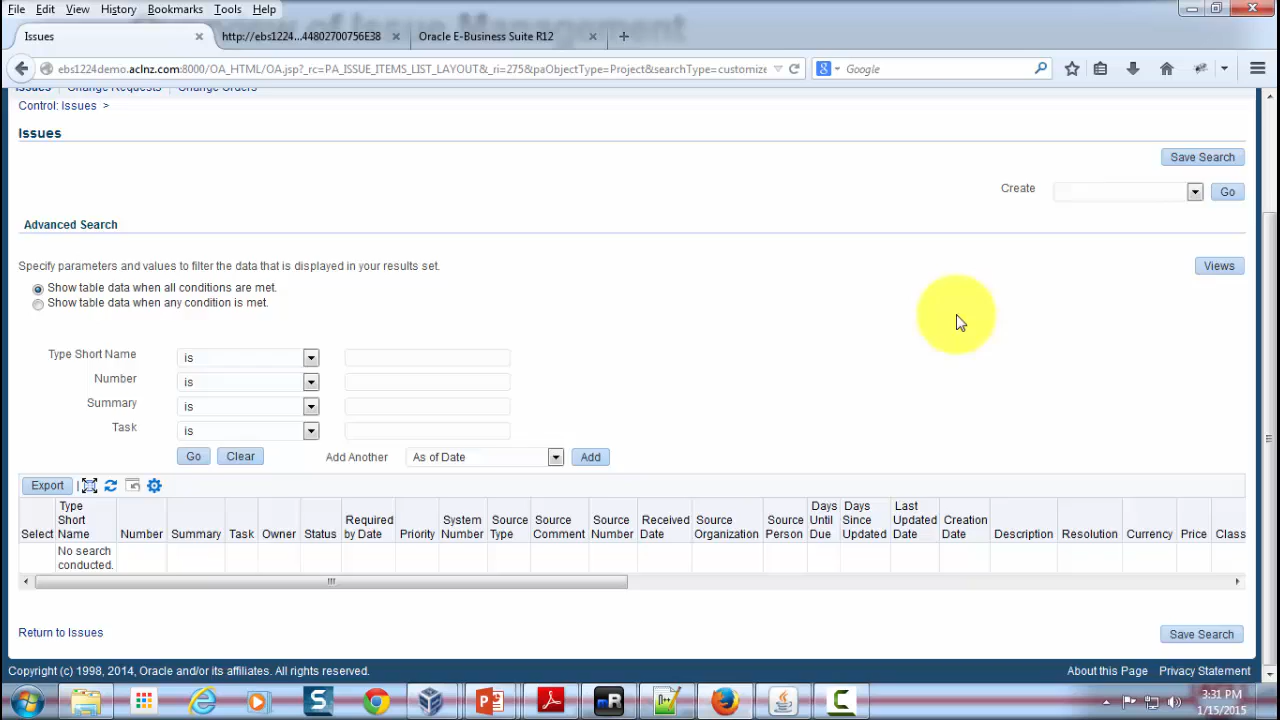 File Edit View History Bookmarks Tools Help
Issues × http://ebs1224...44802700756E38 × Oracle E-Business Suite R12 × +
ebs1224demo.aclnz.com:8000/OA_HTML/OA.jsp?_rc=PA_ISSUE_ITEMS_LIST_LAYOUT&_ri=275&paObjectType=Project&searchType=customize Google
Issues Change Requests Change Orders
Control: Issues >
Issues
Save Search
Create Go
Advanced Search
Specify parameters and values to filter the data that is displayed in your results set. Views
Show table data when all conditions are met.
Show table data when any condition is met.
Type Short Name is
Number is
Summary is
Task is
Go Clear Add Another As of Date Add
Export
Select Type Short Name Number Summary Task Owner Status Required by Date Priority System Number Source Type Source Comment Source Number Received Date Source Organization Source Person Days Until Due Days Since Updated Last Updated Date Creation Date Description Resolution Currency Price Class
No search conducted.
Return to Issues Save Search
Copyright (c) 1998, 2014, Oracle and/or its affiliates. All rights reserved. About this Page Privacy Statement
3:31 PM
1/15/2015